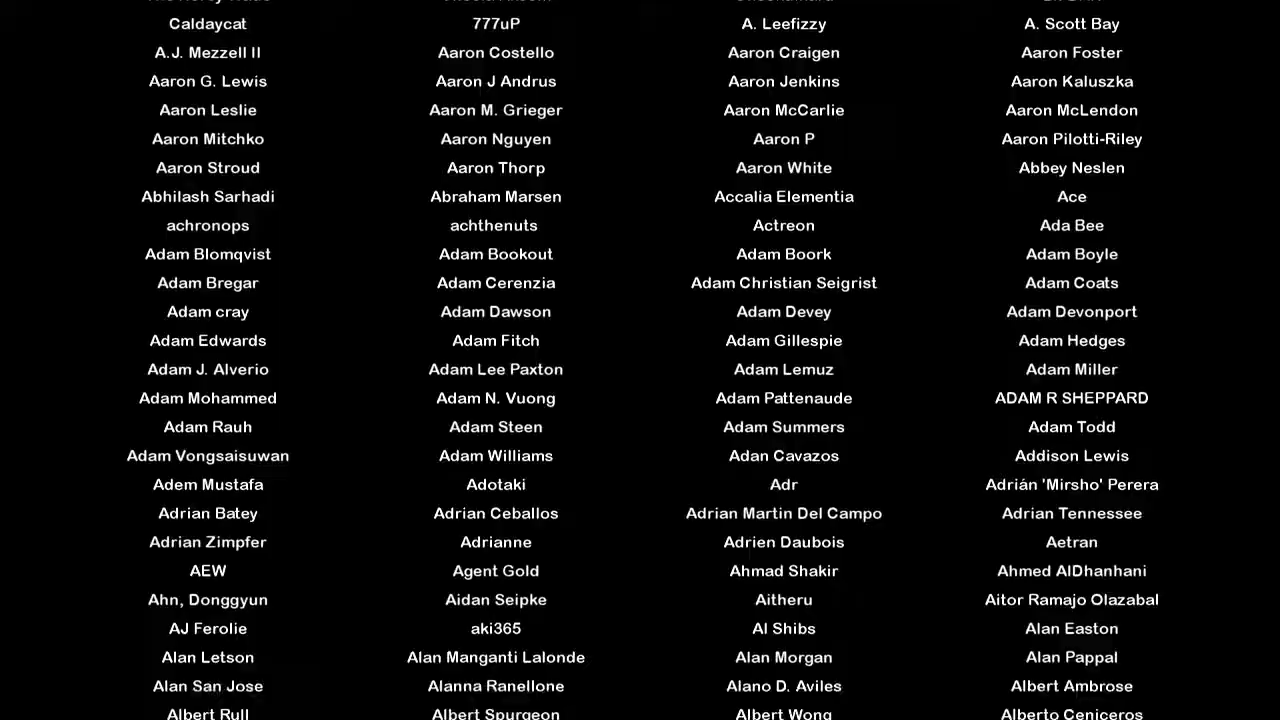 Caldaycat 777uP A. Leefizzy A. Scott Bay
A.J. Mezzell II Aaron Costello Aaron Craigen Aaron Foster
Aaron G. Lewis Aaron J Andrus Aaron Jenkins Aaron Kaluszka
Aaron Leslie Aaron M. Grieger Aaron McCarlie Aaron McLendon
Aaron Mitchko Aaron Nguyen Aaron P Aaron Pilotti-Riley
Aaron Stroud Aaron Thorp Aaron White Abbey Neslen
Abhilash Sarhadi Abraham Marsen Accalia Elementia Ace
achronops achthenuts Actreon Ada Bee
Adam Blomqvist Adam Bookout Adam Boork Adam Boyle
Adam Bregar Adam Cerenzia Adam Christian Seigrist Adam Coats
Adam cray Adam Dawson Adam Devey Adam Devonport
Adam Edwards Adam Fitch Adam Gillespie Adam Hedges
Adam J. Alverio Adam Lee Paxton Adam Lemuz Adam Miller
Adam Mohammed Adam N. Vuong Adam Pattenaude ADAM R SHEPPARD
Adam Rauh Adam Steen Adam Summers Adam Todd
Adam Vongsaisuwan Adam Williams Adan Cavazos Addison Lewis
Adem Mustafa Adotaki Adr Adrián 'Mirsho' Perera
Adrian Batey Adrian Ceballos Adrian Martin Del Campo Adrian Tennessee
Adrian Zimpfer Adrianne Adrien Daubois Aetran
AEW Agent Gold Ahmad Shakir Ahmed AlDhanhani
Ahn, Donggyun Aidan Seipke Aitheru Aitor Ramajo Olazabal
AJ Ferolie aki365 Al Shibs Alan Easton
Alan Letson Alan Manganti Lalonde Alan Morgan Alan Pappal
Alan San Jose Alanna Ranellone Alano D. Aviles Albert Ambrose
Albert Rull Albert Spurgeon Albert Wong Alberto Ceniceros